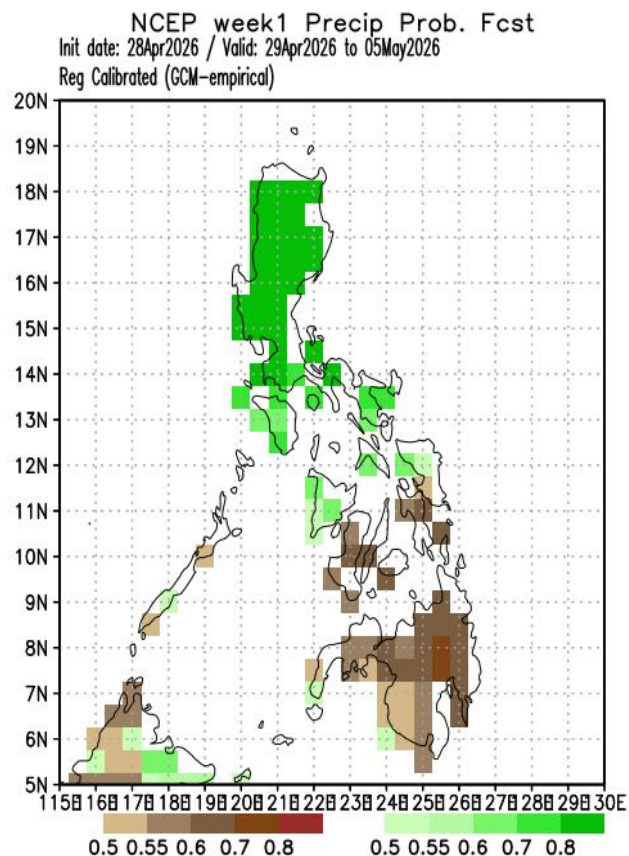 NCEP week1 Precip Prob. Fcst
Init date: 28Apr2026 / Valid: 29Apr2026 to 05May2026
Reg Calibrated (GCM-empirical)
20N
19N
18N
17N
16N
15N
14N
13N
12N
11N
10N
9N
8N
7N
6N
5N
115E 116E 117E 118E 119E 120E 121E 122E 123E 124E 125E 126E 127E 128E 129E 130E
0.5 0.55 0.6 0.7 0.8 0.5 0.55 0.6 0.7 0.8